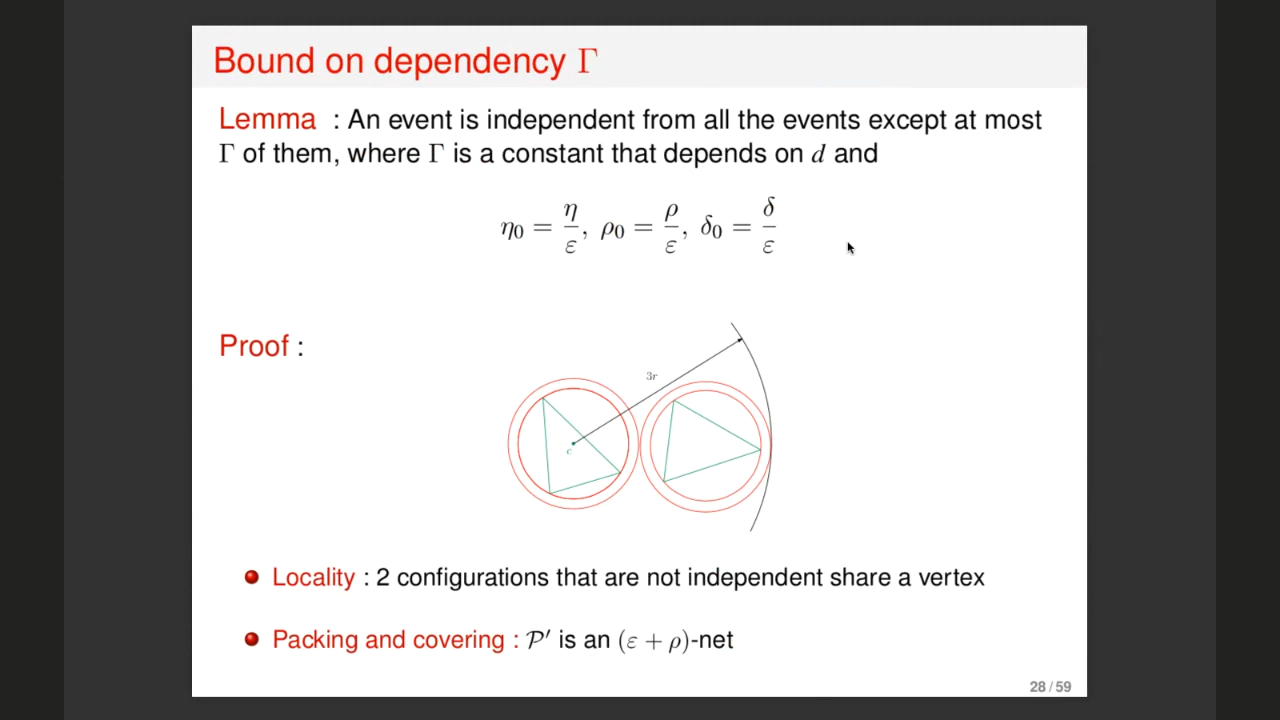 Bound on dependency Γ
Lemma : An event is independent from all the events except at most
Γ of them, where Γ is a constant that depends on d and
η₀ = η/ε, ρ₀ = ρ/ε, δ₀ = δ/ε
Proof :
3r
c
Locality : 2 configurations that are not independent share a vertex
Packing and covering : 𝒫′ is an (ε + ρ)-net
28 / 59